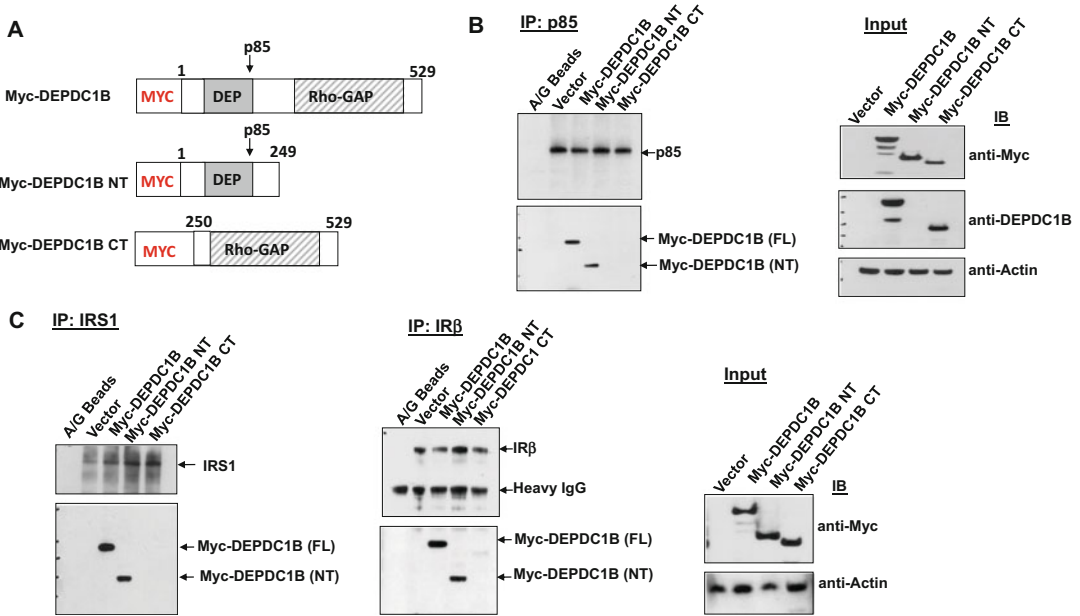 A
p85
1
529
Myc-DEPDC1B
MYC
DEP
Rho-GAP
p85
1
249
Myc-DEPDC1B NT
MYC
DEP
250
529
Myc-DEPDC1B CT
MYC
Rho-GAP
B
IP: p85
A/G Beads
Vector
Myc-DEPDC1B
Myc-DEPDC1B NT
Myc-DEPDC1B CT
p85
Myc-DEPDC1B (FL)
Myc-DEPDC1B (NT)
Input
Vector
Myc-DEPDC1B
Myc-DEPDC1B NT
Myc-DEPDC1B CT
IB
anti-Myc
anti-DEPDC1B
anti-Actin
C
IP: IRS1
A/G Beads
Vector
Myc-DEPDC1B
Myc-DEPDC1B NT
Myc-DEPDC1B CT
IRS1
Myc-DEPDC1B (FL)
Myc-DEPDC1B (NT)
IP: IRβ
A/G Beads
Vector
Myc-DEPDC1B
Myc-DEPDC1B NT
Myc-DEPDC1 CT
IRβ
Heavy IgG
Myc-DEPDC1B (FL)
Myc-DEPDC1B (NT)
Input
Vector
Myc-DEPDC1B
Myc-DEPDC1B NT
Myc-DEPDC1B CT
IB
anti-Myc
anti-Actin